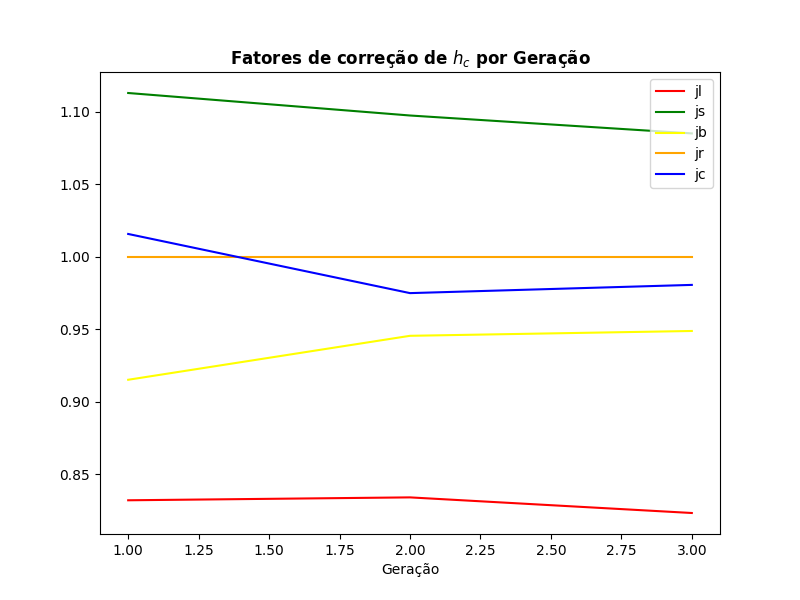 Fatores de correção de h_c por Geração
1.10
1.05
1.00
0.95
0.90
0.85
jl
js
jb
jr
jc
1.00 1.25 1.50 1.75 2.00 2.25 2.50 2.75 3.00
Geração